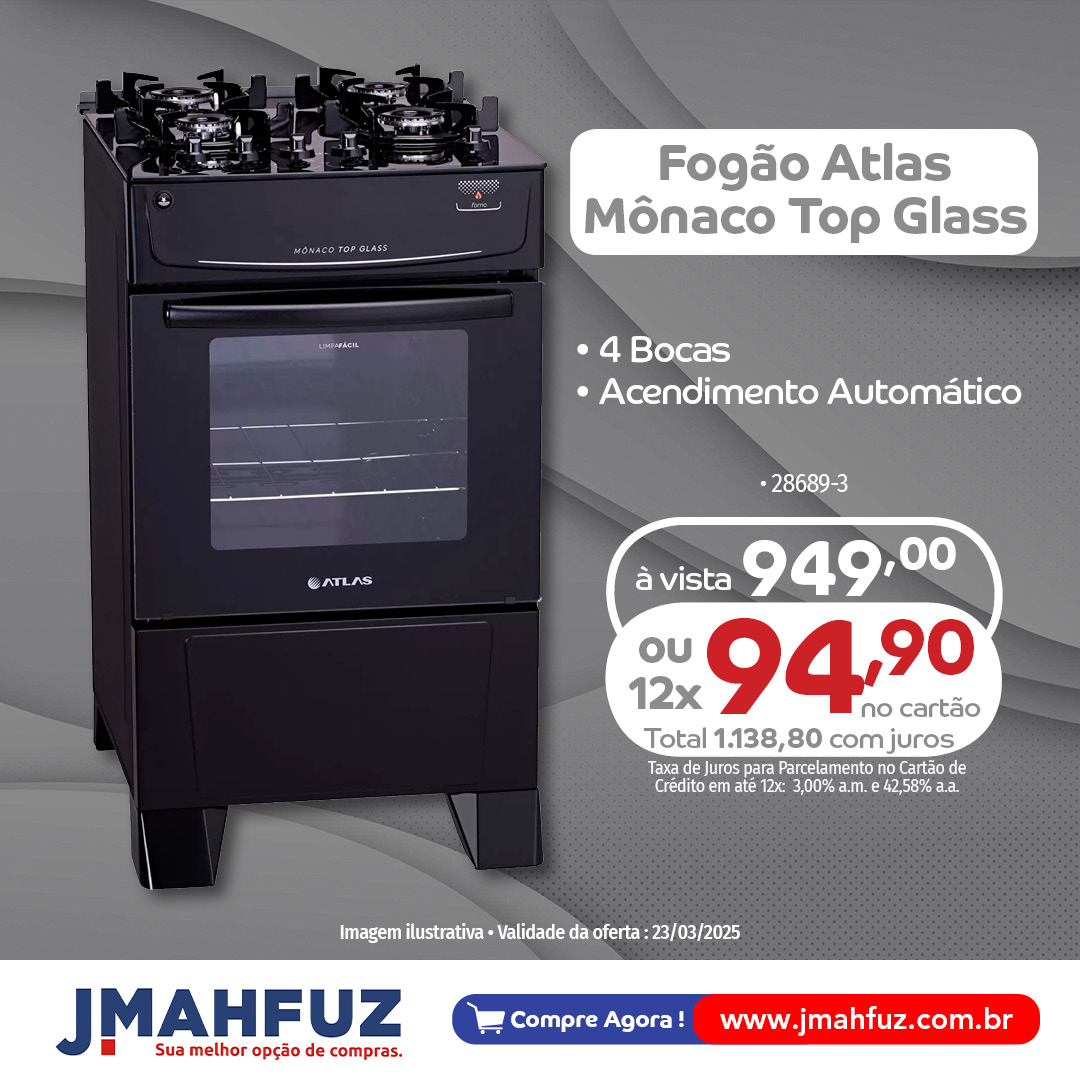 Fogão Atlas
Mônaco Top Glass
forno
MÔNACO TOP GLASS
LIMPAFÁCIL
ATLAS
• 4 Bocas
• Acendimento Automático
• 28689-3
à vista 949,00
ou
12x 94,90
no cartão
Total 1.138,80 com juros
Taxa de Juros para Parcelamento no Cartão de
Crédito em até 12x: 3,00% a.m. e 42,58% a.a.
Imagem ilustrativa • Validade da oferta : 23/03/2025
JMAHFUZ
Sua melhor opção de compras.
Compre Agora !
www.jmahfuz.com.br